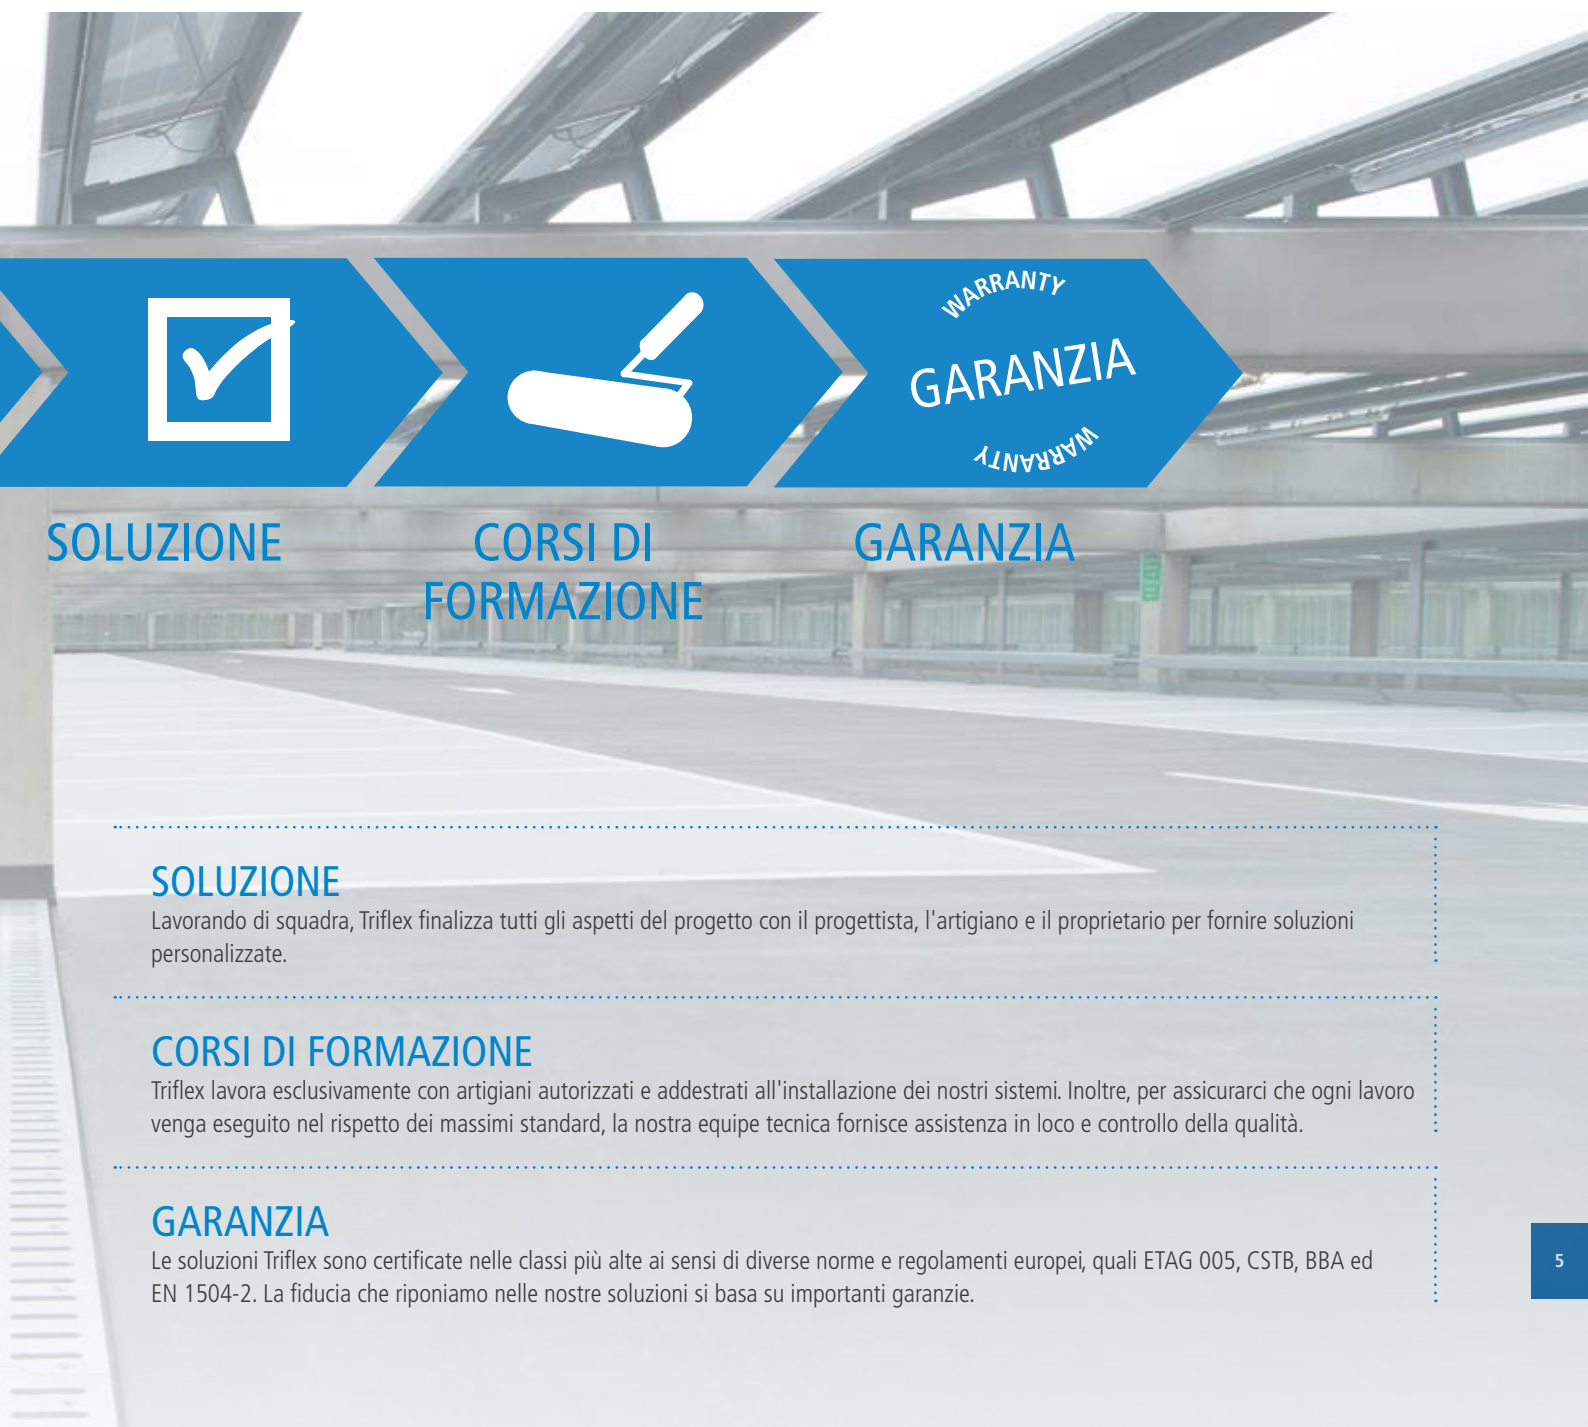 WARRANTY
GARANZIA
WARRANTY
SOLUZIONE
CORSI DI
FORMAZIONE
GARANZIA
SOLUZIONE
Lavorando di squadra, Triflex finalizza tutti gli aspetti del progetto con il progettista, l'artigiano e il proprietario per fornire soluzioni
personalizzate.
CORSI DI FORMAZIONE
Triflex lavora esclusivamente con artigiani autorizzati e addestrati all'installazione dei nostri sistemi. Inoltre, per assicurarci che ogni lavoro
venga eseguito nel rispetto dei massimi standard, la nostra equipe tecnica fornisce assistenza in loco e controllo della qualità.
GARANZIA
Le soluzioni Triflex sono certificate nelle classi più alte ai sensi di diverse norme e regolamenti europei, quali ETAG 005, CSTB, BBA ed
EN 1504-2. La fiducia che riponiamo nelle nostre soluzioni si basa su importanti garanzie.
5